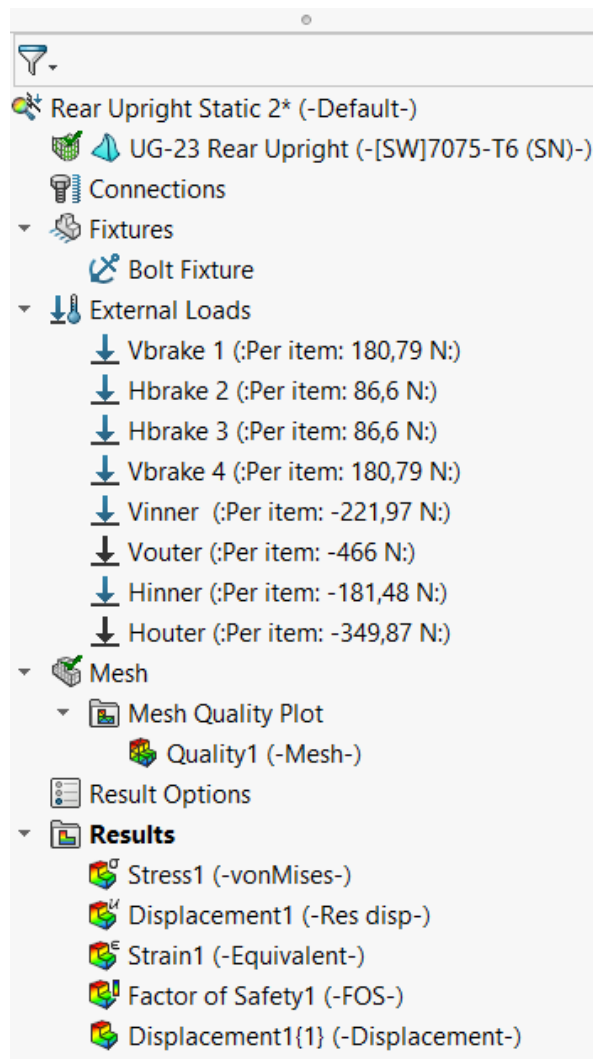 Rear Upright Static 2* (-Default-)
UG-23 Rear Upright (-[SW]7075-T6 (SN)-)
Connections
Fixtures
Bolt Fixture
External Loads
Vbrake 1 (:Per item: 180,79 N:)
Hbrake 2 (:Per item: 86,6 N:)
Hbrake 3 (:Per item: 86,6 N:)
Vbrake 4 (:Per item: 180,79 N:)
Vinner  (:Per item: -221,97 N:)
Vouter (:Per item: -466 N:)
Hinner (:Per item: -181,48 N:)
Houter (:Per item: -349,87 N:)
Mesh
Mesh Quality Plot
Quality1 (-Mesh-)
Result Options
Results
Stress1 (-vonMises-)
Displacement1 (-Res disp-)
Strain1 (-Equivalent-)
Factor of Safety1 (-FOS-)
Displacement1{1} (-Displacement-)